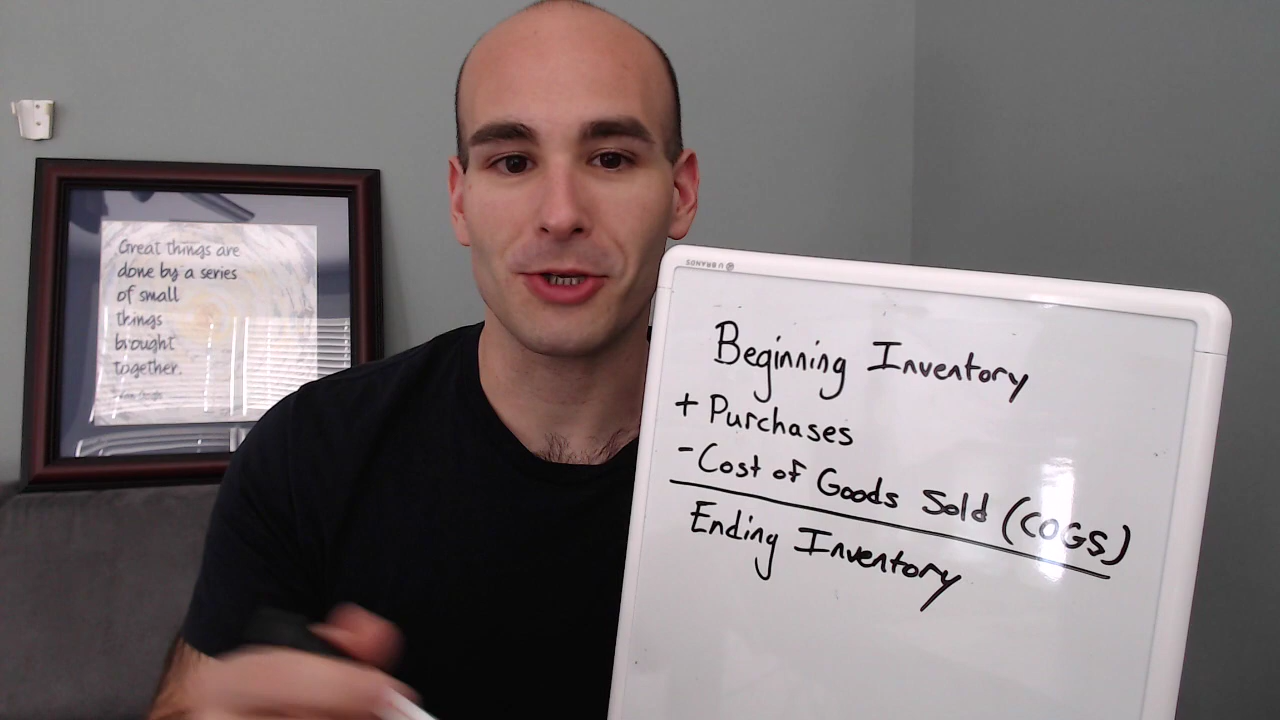 Great things are
done by a series
of small
things
brought
together.
U BRANDS
Beginning Inventory
+ Purchases
- Cost of Goods Sold (COGS)
Ending Inventory